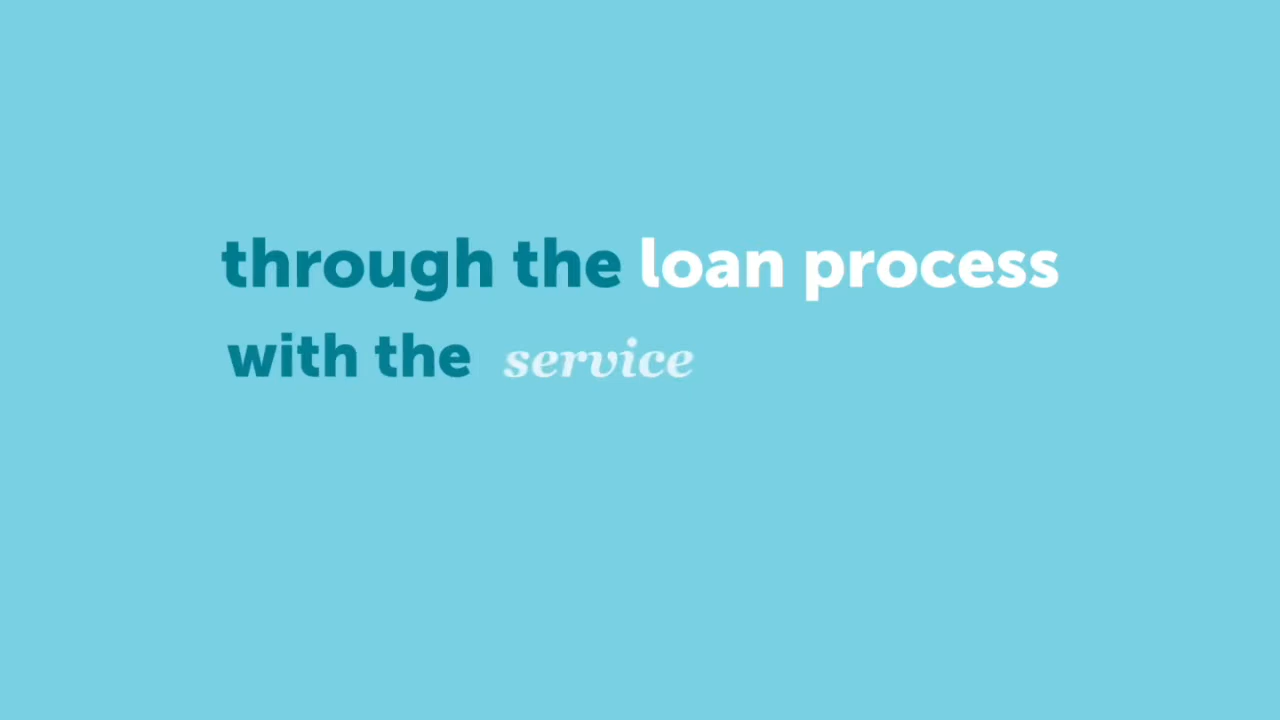 through the loan process
with the service